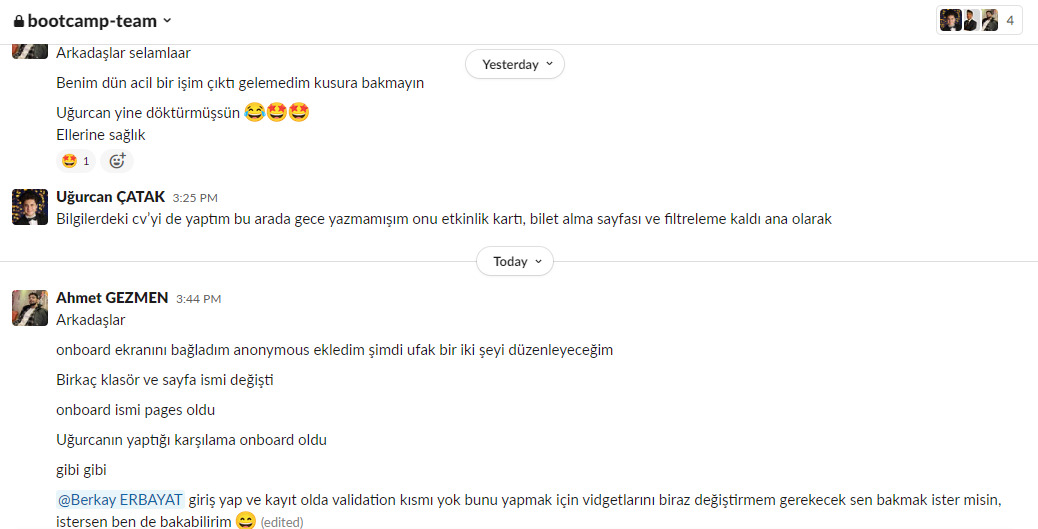 bootcamp-team
4
Arkadaşlar selamlaar
Yesterday
Benim dün acil bir işim çıktı gelemedim kusura bakmayın
Uğurcan yine döktürmüşsün 😂🤩🤩
Ellerine sağlık
🤩 1
Uğurcan ÇATAK 3:25 PM
Bilgilerdeki cv'yi de yaptım bu arada gece yazmamışım onu etkinlik kartı, bilet alma sayfası ve filtreleme kaldı ana olarak
Today
Ahmet GEZMEN 3:44 PM
Arkadaşlar
onboard ekranını bağladım anonymous ekledim şimdi ufak bir iki şeyi düzenleyeceğim
Birkaç klasör ve sayfa ismi değişti
onboard ismi pages oldu
Uğurcanın yaptığı karşılama onboard oldu
gibi gibi
@Berkay ERBAYAT giriş yap ve kayıt olda validation kısmı yok bunu yapmak için vidgetlarını biraz değiştirmem gerekecek sen bakmak ister misin,
istersen ben de bakabilirim 😄 (edited)